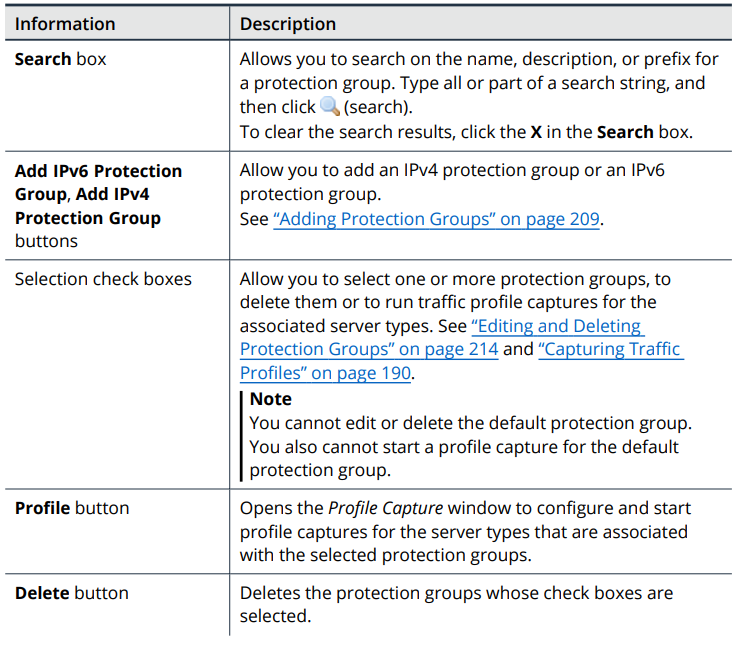 Information
Description
Search box
Allows you to search on the name, description, or prefix for
a protection group. Type all or part of a search string, and
then click (search).
To clear the search results, click the X in the Search box.
Add IPv6 Protection
Group, Add IPv4
Protection Group
buttons
Allow you to add an IPv4 protection group or an IPv6
protection group.
See “Adding Protection Groups” on page 209.
Selection check boxes
Allow you to select one or more protection groups, to
delete them or to run traffic profile captures for the
associated server types. See “Editing and Deleting
Protection Groups” on page 214 and “Capturing Traffic
Profiles” on page 190.
Note
You cannot edit or delete the default protection group.
You also cannot start a profile capture for the default
protection group.
Profile button
Opens the Profile Capture window to configure and start
profile captures for the server types that are associated
with the selected protection groups.
Delete button
Deletes the protection groups whose check boxes are
selected.